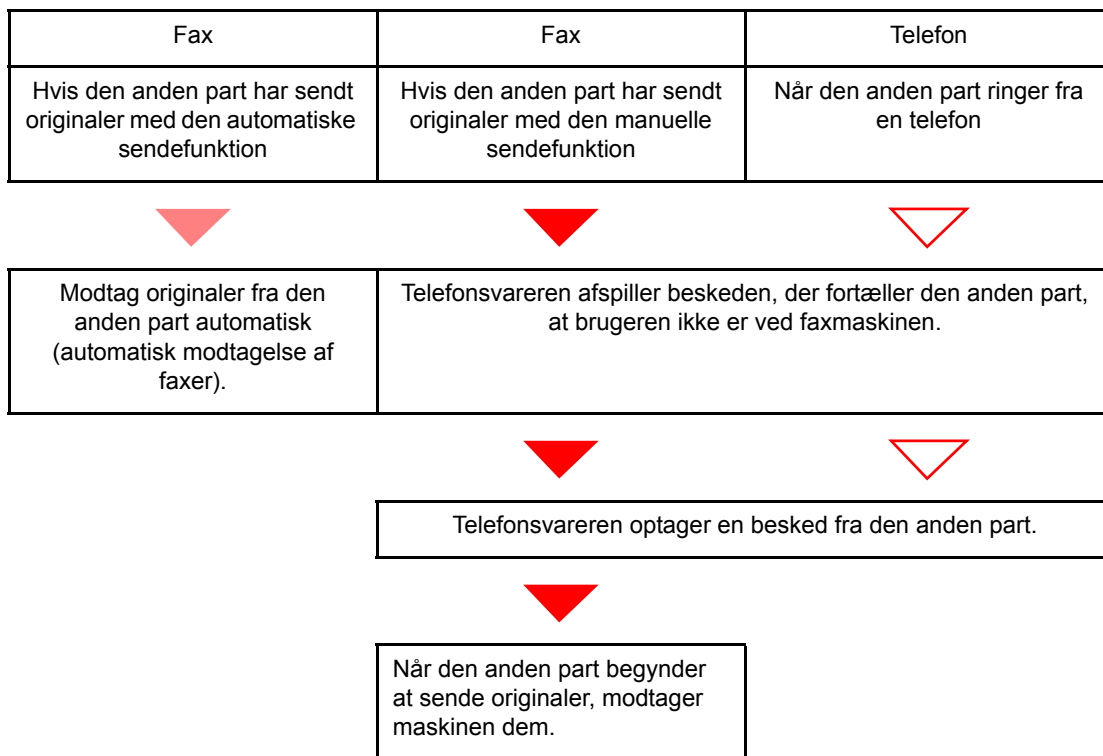 Fax
Fax
Telefon
Hvis den anden part har sendt
originaler med den automatiske
sendefunktion
Hvis den anden part har sendt
originaler med den manuelle
sendefunktion
Når den anden part ringer fra
en telefon
Modtag originaler fra den
anden part automatisk
(automatisk modtagelse af
faxer).
Telefonsvareren afspiller beskeden, der fortæller den anden part,
at brugeren ikke er ved faxmaskinen.
Telefonsvareren optager en besked fra den anden part.
Når den anden part begynder
at sende originaler, modtager
maskinen dem.